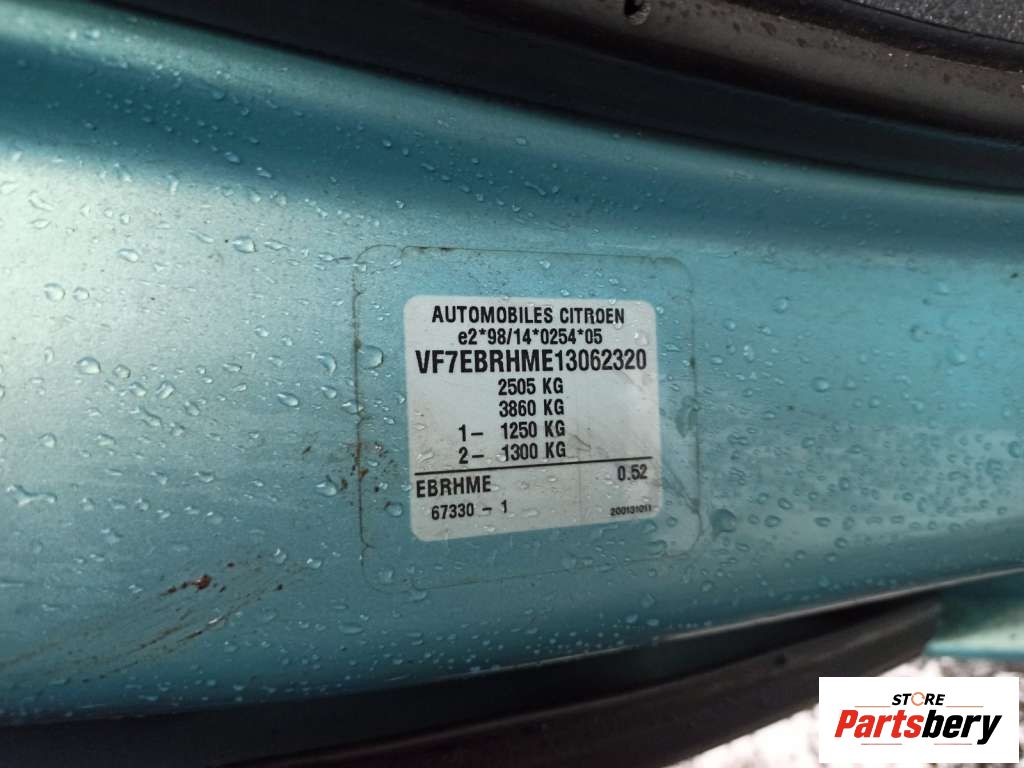 AUTOMOBILES CITROEN
e2*98/14*0254*05
VF7EBRHME13062320
2505 KG
3860 KG
1- 1250 KG
2- 1300 KG
EBRHME 0.52
67330 - 1 200131011
STORE
Partsbery